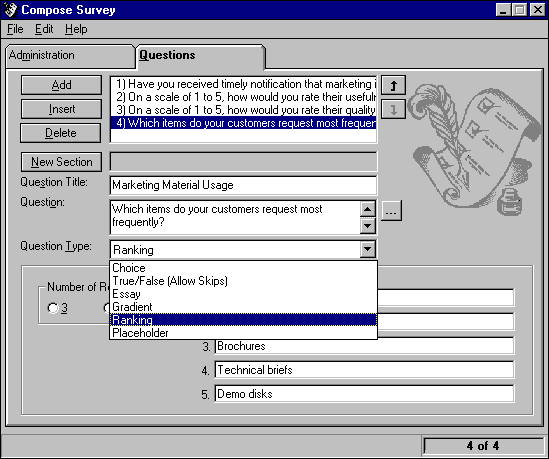 Compose Survey
File Edit Help
Administration Questions
Add
Insert
Delete
1) Have you received timely notification that marketing
2) On a scale of 1 to 5, how would you rate their
3) On a scale of 1 to 5, how would you rate their quality
4) Which items do your customers request most
New Section
Question Title: Marketing Material Usage
Question: Which items do your customers request most
frequently?
...
Question Type: Ranking
Choice
True/False (Allow Skips)
Essay
Gradient
Ranking
Placeholder
Number of
3
3. Brochures
4. Technical briefs
5. Demo disks
4 of 4